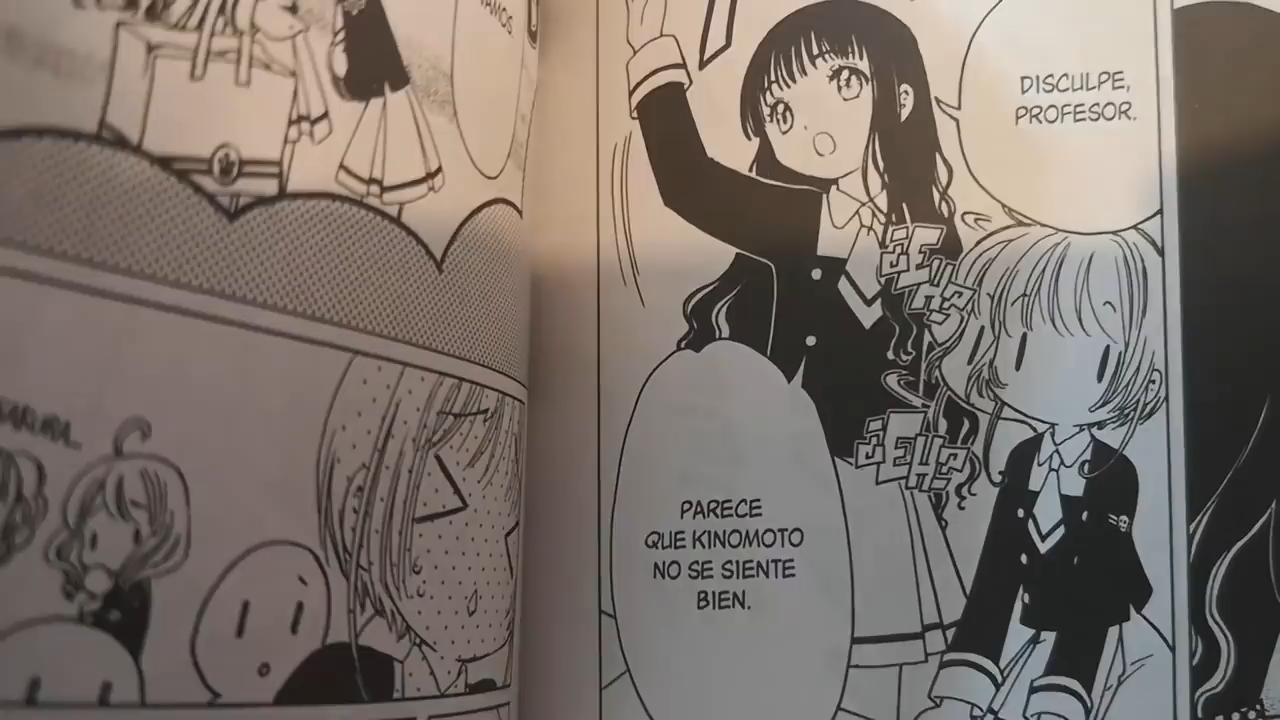 DISCULPE,
PROFESOR.
¿EH?
¿EH?
PARECE
QUE KINOMOTO
NO SE SIENTE
BIEN.